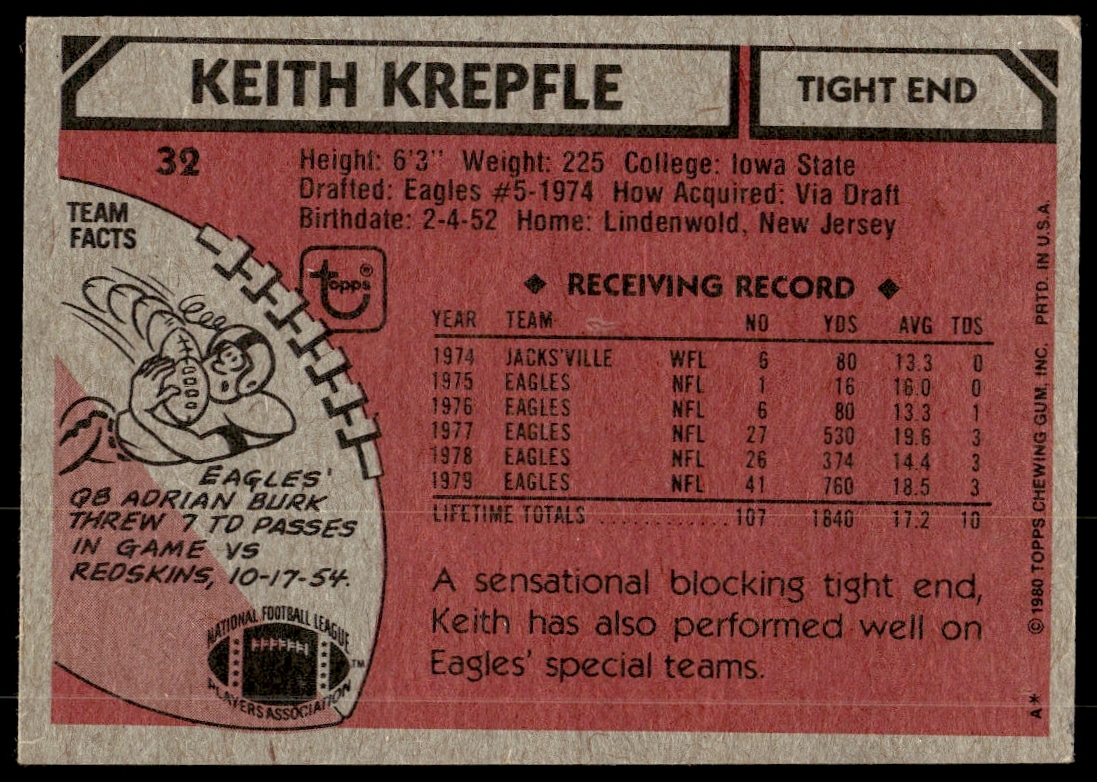 KEITH KREPFLE
TIGHT END
32
Height: 6'3" Weight: 225 College: Iowa State
Drafted: Eagles #5-1974 How Acquired: Via Draft
Birthdate: 2-4-52 Home: Lindenwold, New Jersey
TEAM
FACTS
topps®
◆ RECEIVING RECORD ◆
YEAR TEAM NO YDS AVG TDS
1974 JACKS'VILLE WFL 6 80 13.3 0
1975 EAGLES NFL 1 16 16.0 0
1976 EAGLES NFL 6 80 13.3 1
1977 EAGLES NFL 27 530 19.6 3
1978 EAGLES NFL 26 374 14.4 3
1979 EAGLES NFL 41 760 18.5 3
LIFETIME TOTALS ............ 107 1840 17.2 10
EAGLES'
QB ADRIAN BURK
THREW 7 TD PASSES
IN GAME VS
REDSKINS, 10-17-54.
A sensational blocking tight end,
Keith has also performed well on
Eagles' special teams.
NATIONAL FOOTBALL LEAGUE
PLAYERS ASSOCIATION
TM
A* ©1980 TOPPS CHEWING GUM, INC. PRTD. IN U.S.A.